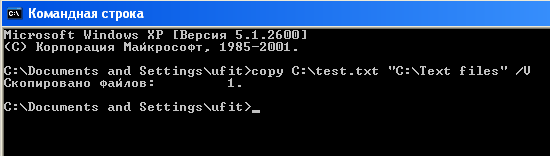 Командная строка
Microsoft Windows XP [Версия 5.1.2600]
(C) Корпорация Майкрософт, 1985-2001.
C:\Documents and Settings\ufit>copy C:\test.txt "C:\Text files" /V
Скопировано файлов:         1.
C:\Documents and Settings\ufit>_